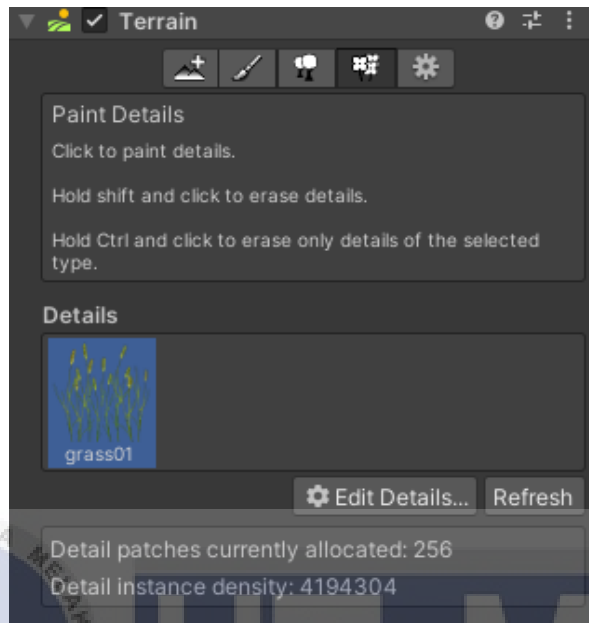 Terrain
Paint Details
Click to paint details.
Hold shift and click to erase details.
Hold Ctrl and click to erase only details of the selected
type.
Details
grass01
Edit Details... Refresh
Detail patches currently allocated: 256
Detail instance density: 4194304